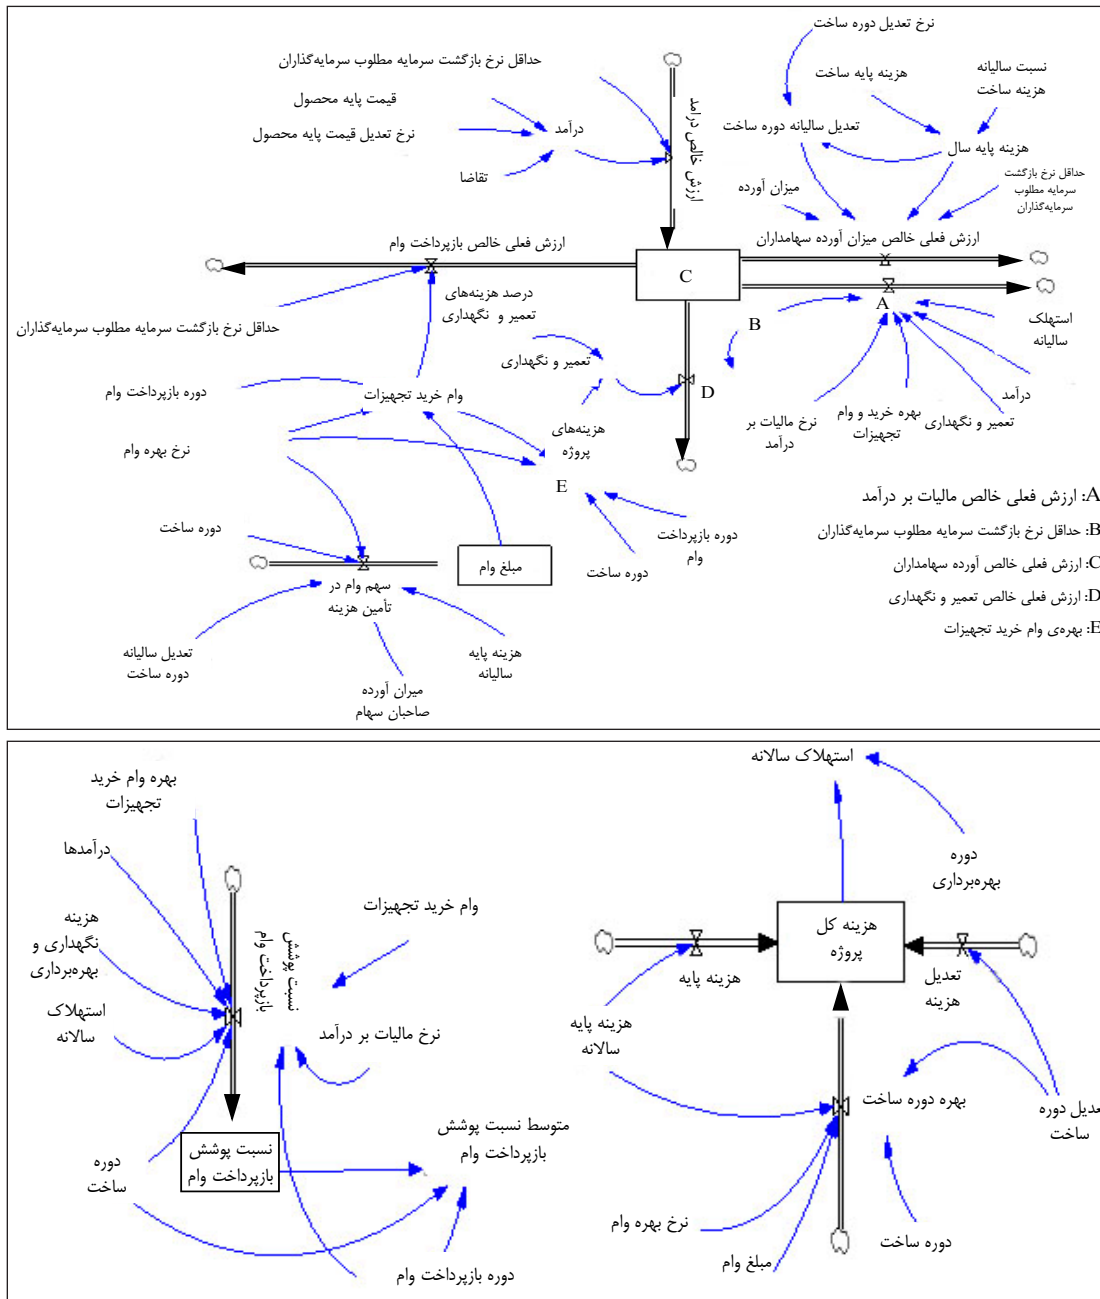 نرخ تعدیل دوره ساخت
حداقل نرخ بازگشت سرمایه مطلوب سرمایه‌گذاران
هزینه پایه ساخت
نسبت سالیانه
هزینه ساخت
قیمت پایه محصول
ارزش خالص درامد
درآمد
نرخ تعدیل قیمت پایه محصول
تعدیل سالیانه دوره ساخت
هزینه پایه سال
تقاضا
میزان آورده
حداقل نرخ بازگشت
سرمایه مطلوب
سرمایه‌گذاران
ارزش فعلی خالص بازپرداخت وام
ارزش فعلی خالص میزان آورده سهامداران
C
درصد هزینه‌های
تعمیر و نگهداری
A
B
استهلک
سالیانه
حداقل نرخ بازگشت سرمایه مطلوب سرمایه‌گذاران
تعمیر و نگهداری
D
دوره بازپرداخت وام
وام خرید تجهیزات
درآمد
نرخ مالیات بر
درآمد
بهره خرید و وام
تجهیزات
تعمیر و نگهداری
هزینه‌های
پروژه
نرخ بهره وام
E
دوره ساخت
دوره بازپرداخت
وام
مبلغ وام
دوره ساخت
سهم وام در
تأمین هزینه
تعدیل سالیانه
دوره ساخت
هزینه پایه
سالیانه
میران آورده
صاحبان سهام
A: ارزش فعلی خالص مالیات بر درآمد
B: حداقل نرخ بازگشت سرمایه مطلوب سرمایه‌گذاران
C: ارزش فعلی خالص آورده سهامداران
D: ارزش فعلی خالص تعمیر و نگهداری
E: بهره‌ی وام خرید تجهیزات
بهره وام خرید
تجهیزات
درآمدها
وام خرید تجهیزات
هزینه
نگهداری و
بهره‌برداری
نسبت پوشش
بازپرداخت وام
استهلاک
سالانه
نرخ مالیات بر درآمد
متوسط نسبت پوشش
بازپرداخت وام
نسبت پوشش
بازپرداخت وام
دوره
ساخت
دوره بازپرداخت وام
استهلاک سالانه
دوره
بهره‌برداری
هزینه کل
پروژه
هزینه پایه
تعدیل
هزینه
هزینه پایه
سالانه
بهره دوره ساخت
تعدیل دوره
ساخت
نرخ بهره وام
دوره ساخت
مبلغ وام